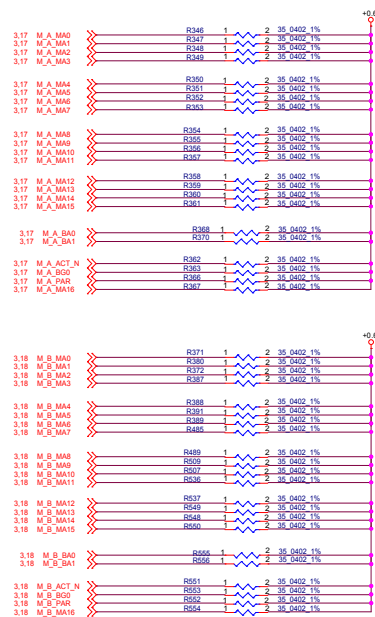 +0.6
3,17 M_A_MA0 R346 1 2 35_0402_1%
3,17 M_A_MA1 R347 1 2 35_0402_1%
3,17 M_A_MA2 R348 1 2 35_0402_1%
3,17 M_A_MA3 R349 1 2 35_0402_1%
3,17 M_A_MA4 R350 1 2 35_0402_1%
3,17 M_A_MA5 R351 1 2 35_0402_1%
3,17 M_A_MA6 R352 1 2 35_0402_1%
3,17 M_A_MA7 R353 1 2 35_0402_1%
3,17 M_A_MA8 R354 1 2 35_0402_1%
3,17 M_A_MA9 R355 1 2 35_0402_1%
3,17 M_A_MA10 R356 1 2 35_0402_1%
3,17 M_A_MA11 R357 1 2 35_0402_1%
3,17 M_A_MA12 R358 1 2 35_0402_1%
3,17 M_A_MA13 R359 1 2 35_0402_1%
3,17 M_A_MA14 R360 1 2 35_0402_1%
3,17 M_A_MA15 R361 1 2 35_0402_1%
3,17 M_A_BA0 R368 1 2 35_0402_1%
3,17 M_A_BA1 R370 1 2 35_0402_1%
3,17 M_A_ACT_N R362 1 2 35_0402_1%
3,17 M_A_BG0 R363 1 2 35_0402_1%
3,17 M_A_PAR R366 1 2 35_0402_1%
3,17 M_A_MA16 R367 1 2 35_0402_1%
+0.6
3,18 M_B_MA0 R371 1 2 35_0402_1%
3,18 M_B_MA1 R380 1 2 35_0402_1%
3,18 M_B_MA2 R372 1 2 35_0402_1%
3,18 M_B_MA3 R387 1 2 35_0402_1%
3,18 M_B_MA4 R388 1 2 35_0402_1%
3,18 M_B_MA5 R391 1 2 35_0402_1%
3,18 M_B_MA6 R389 1 2 35_0402_1%
3,18 M_B_MA7 R485 1 2 35_0402_1%
3,18 M_B_MA8 R489 1 2 35_0402_1%
3,18 M_B_MA9 R509 1 2 35_0402_1%
3,18 M_B_MA10 R507 1 2 35_0402_1%
3,18 M_B_MA11 R536 1 2 35_0402_1%
3,18 M_B_MA12 R537 1 2 35_0402_1%
3,18 M_B_MA13 R549 1 2 35_0402_1%
3,18 M_B_MA14 R548 1 2 35_0402_1%
3,18 M_B_MA15 R550 1 2 35_0402_1%
3,18 M_B_BA0 R555 1 2 35_0402_1%
3,18 M_B_BA1 R556 1 2 35_0402_1%
3,18 M_B_ACT_N R551 1 2 35_0402_1%
3,18 M_B_BG0 R553 1 2 35_0402_1%
3,18 M_B_PAR R552 1 2 35_0402_1%
3,18 M_B_MA16 R554 1 2 35_0402_1%